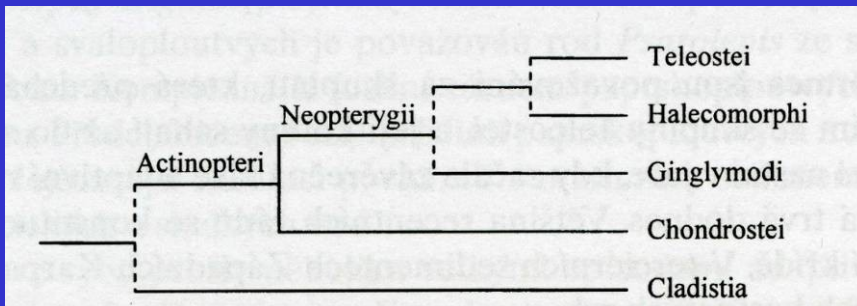 Teleostei
Neopterygii
Halecomorphi
Actinopteri
Ginglymodi
Chondrostei
Cladistia